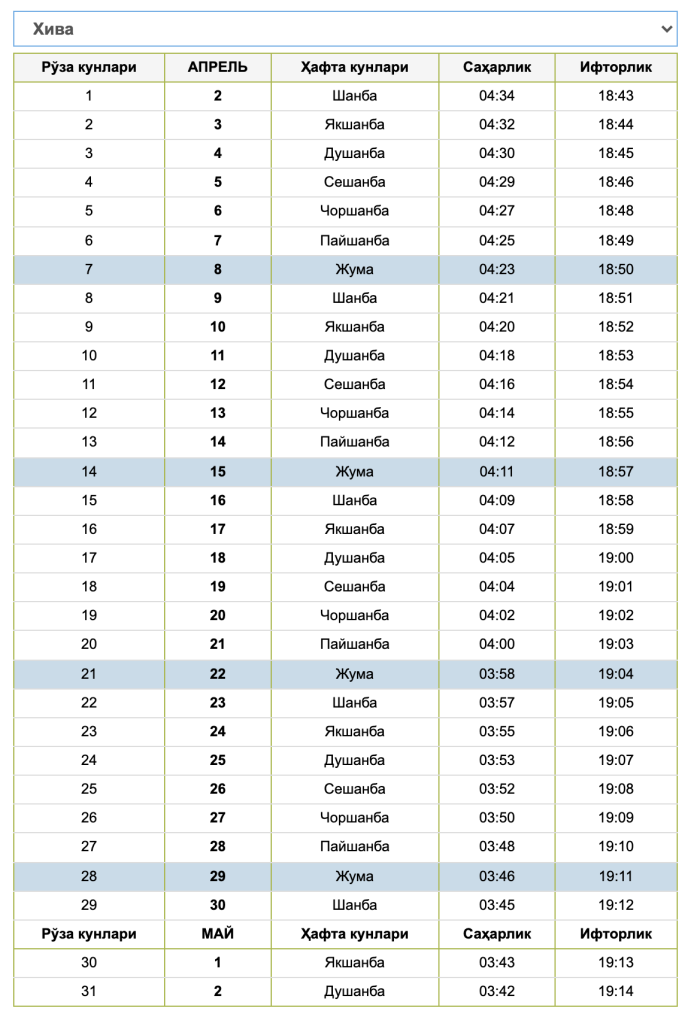 Хива
Рўза кунлари АПРЕЛЬ Ҳафта кунлари Саҳарлик Ифторлик
1 2 Шанба 04:34 18:43
2 3 Якшанба 04:32 18:44
3 4 Душанба 04:30 18:45
4 5 Сешанба 04:29 18:46
5 6 Чоршанба 04:27 18:48
6 7 Пайшанба 04:25 18:49
7 8 Жума 04:23 18:50
8 9 Шанба 04:21 18:51
9 10 Якшанба 04:20 18:52
10 11 Душанба 04:18 18:53
11 12 Сешанба 04:16 18:54
12 13 Чоршанба 04:14 18:55
13 14 Пайшанба 04:12 18:56
14 15 Жума 04:11 18:57
15 16 Шанба 04:09 18:58
16 17 Якшанба 04:07 18:59
17 18 Душанба 04:05 19:00
18 19 Сешанба 04:04 19:01
19 20 Чоршанба 04:02 19:02
20 21 Пайшанба 04:00 19:03
21 22 Жума 03:58 19:04
22 23 Шанба 03:57 19:05
23 24 Якшанба 03:55 19:06
24 25 Душанба 03:53 19:07
25 26 Сешанба 03:52 19:08
26 27 Чоршанба 03:50 19:09
27 28 Пайшанба 03:48 19:10
28 29 Жума 03:46 19:11
29 30 Шанба 03:45 19:12
Рўза кунлари МАЙ Ҳафта кунлари Саҳарлик Ифторлик
30 1 Якшанба 03:43 19:13
31 2 Душанба 03:42 19:14